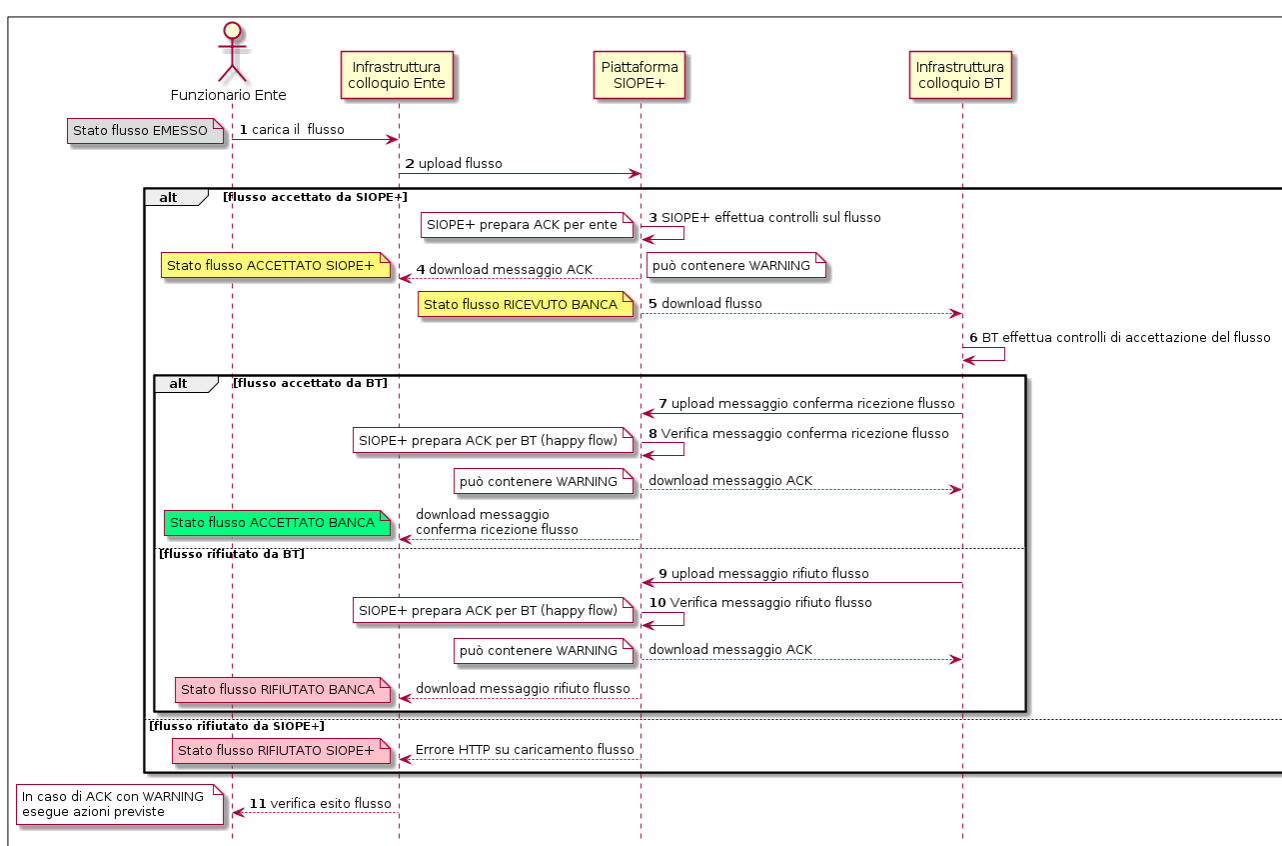 Funzionario Ente
Infrastruttura
colloquio Ente
Piattaforma
SIOPE+
Infrastruttura
colloquio BT
Stato flusso EMESSO
1 carica il  flusso
2 upload flusso
alt
[flusso accettato da SIOPE+]
SIOPE+ prepara ACK per ente
3 SIOPE+ effettua controlli sul flusso
Stato flusso ACCETTATO SIOPE+
4 download messaggio ACK
può contenere WARNING
Stato flusso RICEVUTO BANCA
5 download flusso
6 BT effettua controlli di accettazione del flusso
alt
[flusso accettato da BT]
7 upload messaggio conferma ricezione flusso
SIOPE+ prepara ACK per BT (happy flow)
8 Verifica messaggio conferma ricezione flusso
può contenere WARNING
download messaggio ACK
Stato flusso ACCETTATO BANCA
download messaggio
conferma ricezione flusso
[flusso rifiutato da BT]
9 upload messaggio rifiuto flusso
SIOPE+ prepara ACK per BT (happy flow)
10 Verifica messaggio rifiuto flusso
può contenere WARNING
download messaggio ACK
Stato flusso RIFIUTATO BANCA
download messaggio rifiuto flusso
[flusso rifiutato da SIOPE+]
Stato flusso RIFIUTATO SIOPE+
Errore HTTP su caricamento flusso
In caso di ACK con WARNING
esegue azioni previste
11 verifica esito flusso